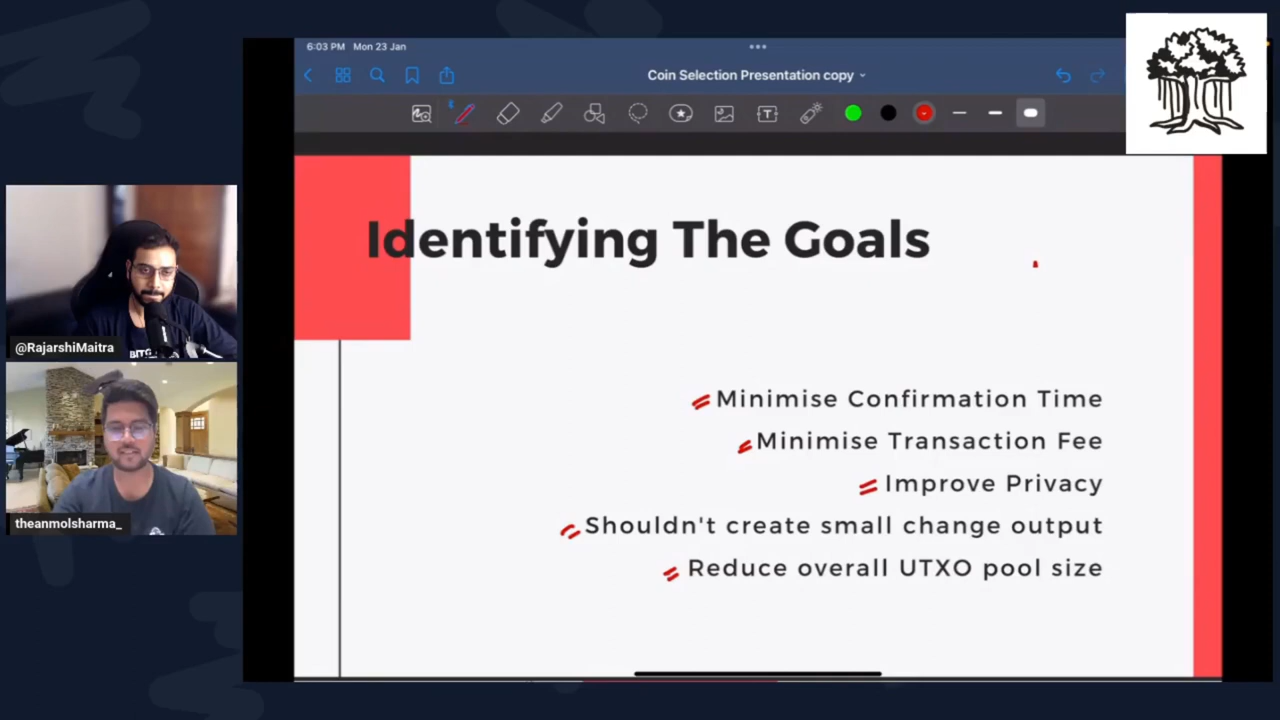 6:03 PM Mon 23 Jan
Coin Selection Presentation copy
T
Identifying The Goals
Minimise Confirmation Time
Minimise Transaction Fee
Improve Privacy
Shouldn't create small change output
Reduce overall UTXO pool size
@RajarshiMaitra
theanmolsharma_